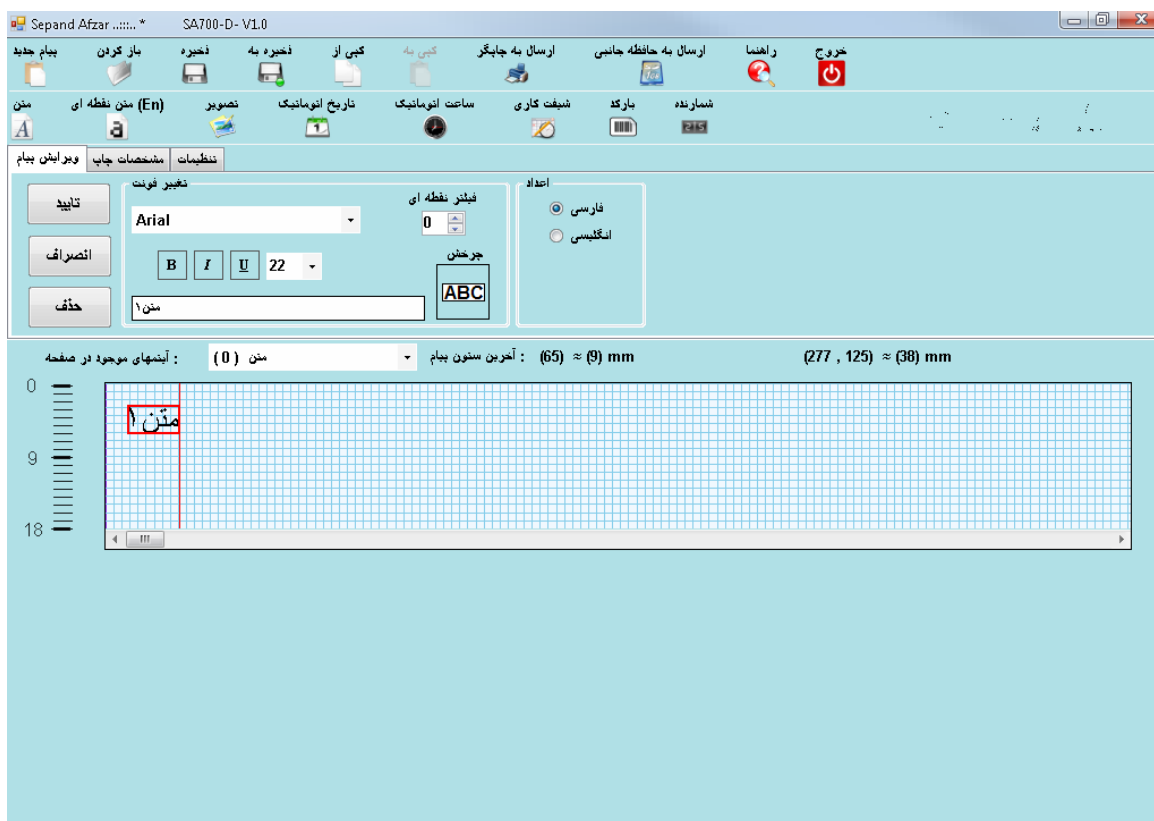 Sepand Afzar ..:::.. * SA700-D- V1.0
پیام جدید باز کردن ذخیره ذخیره به کپی از کپی به ارسال به چاپگر ارسال به حافظه جانبی راهنما خروج
متن متن نقطه ای (En) تصویر تاریخ اتوماتیک ساعت اتوماتیک شیفت کاری بارکد شمارنده
ویرایش پیام مشخصات چاپ تنظیمات
تغییر فونت اعداد
تایید Arial فیلتر نقطه ای فارسی
0 انگلیسی
انصراف B I U 22 چرخش
ABC
حذف متن۱
آیتمهای موجود در صفحه : متن ( 0 ) آخرین ستون پیام : (65) ≈ (9) mm (277 , 125) ≈ (38) mm
0
متن۱
9
18